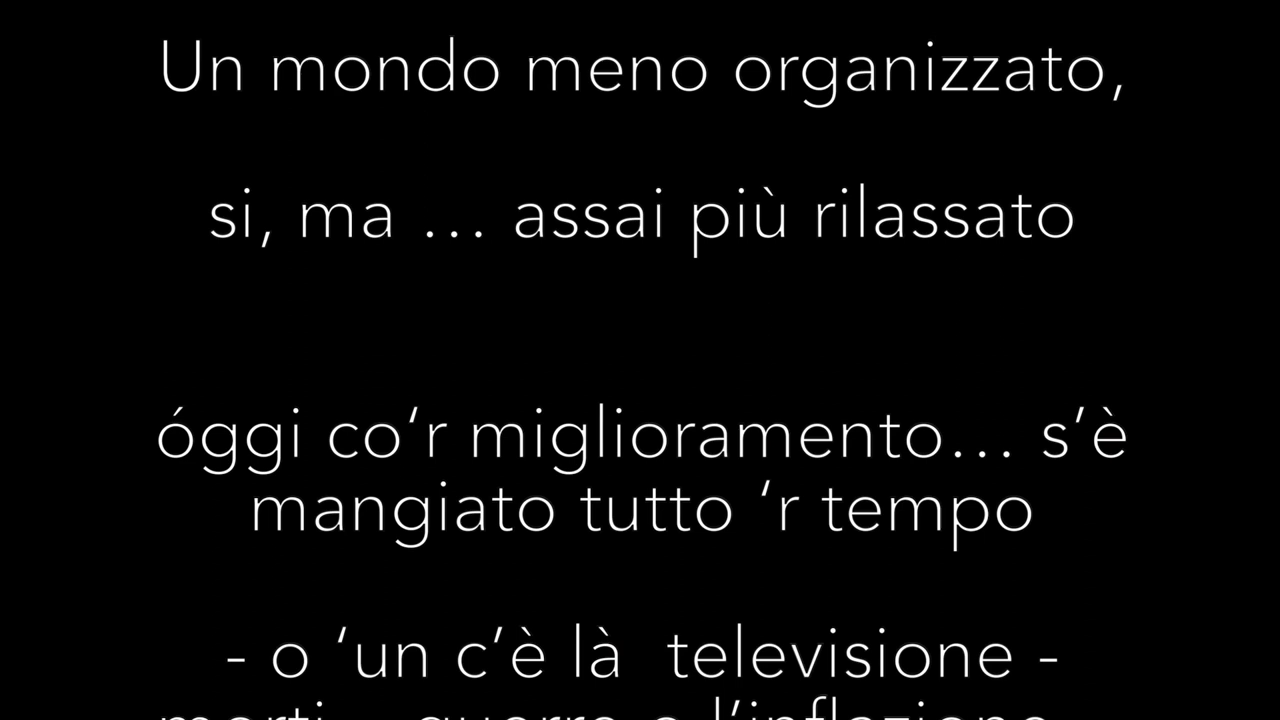 Un mondo meno organizzato,
si, ma … assai più rilassato
óggi co‘r miglioramento… s’è
mangiato tutto ‘r tempo
- o ‘un c’è là  televisione -